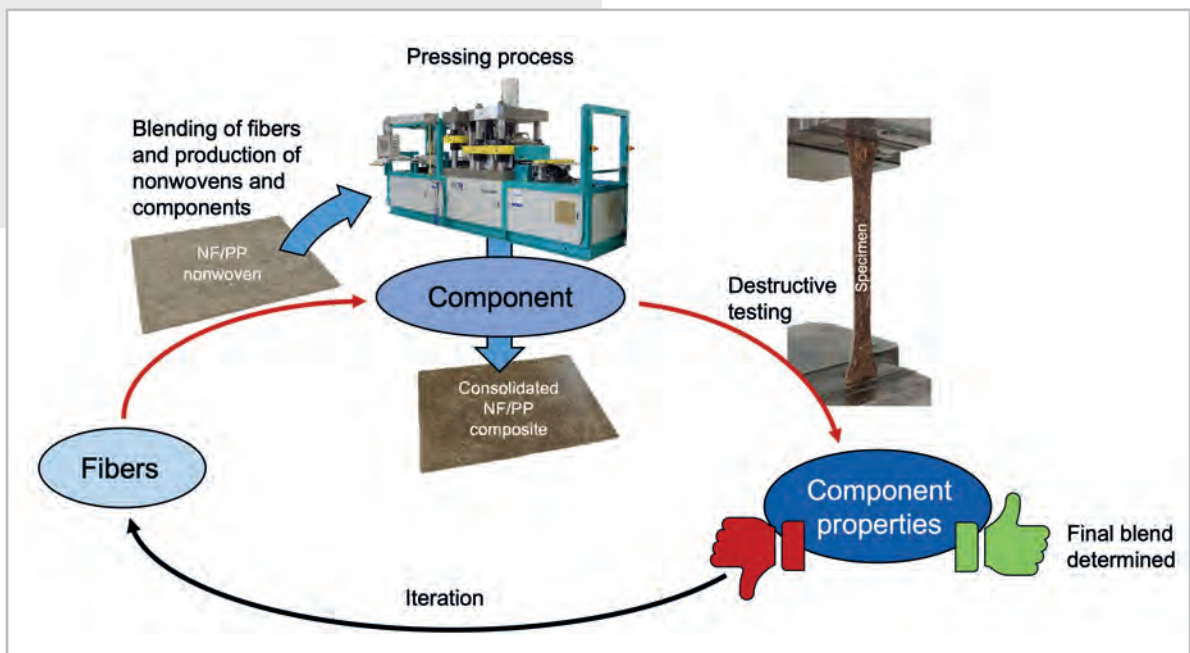 Pressing process
Blending of fibers
and production of
nonwovens and
components
NF/PP
nonwoven
Component
Consolidated
NF/PP
composite
Destructive
testing
Specimen
Fibers
Component
properties
Final blend
determined
Iteration